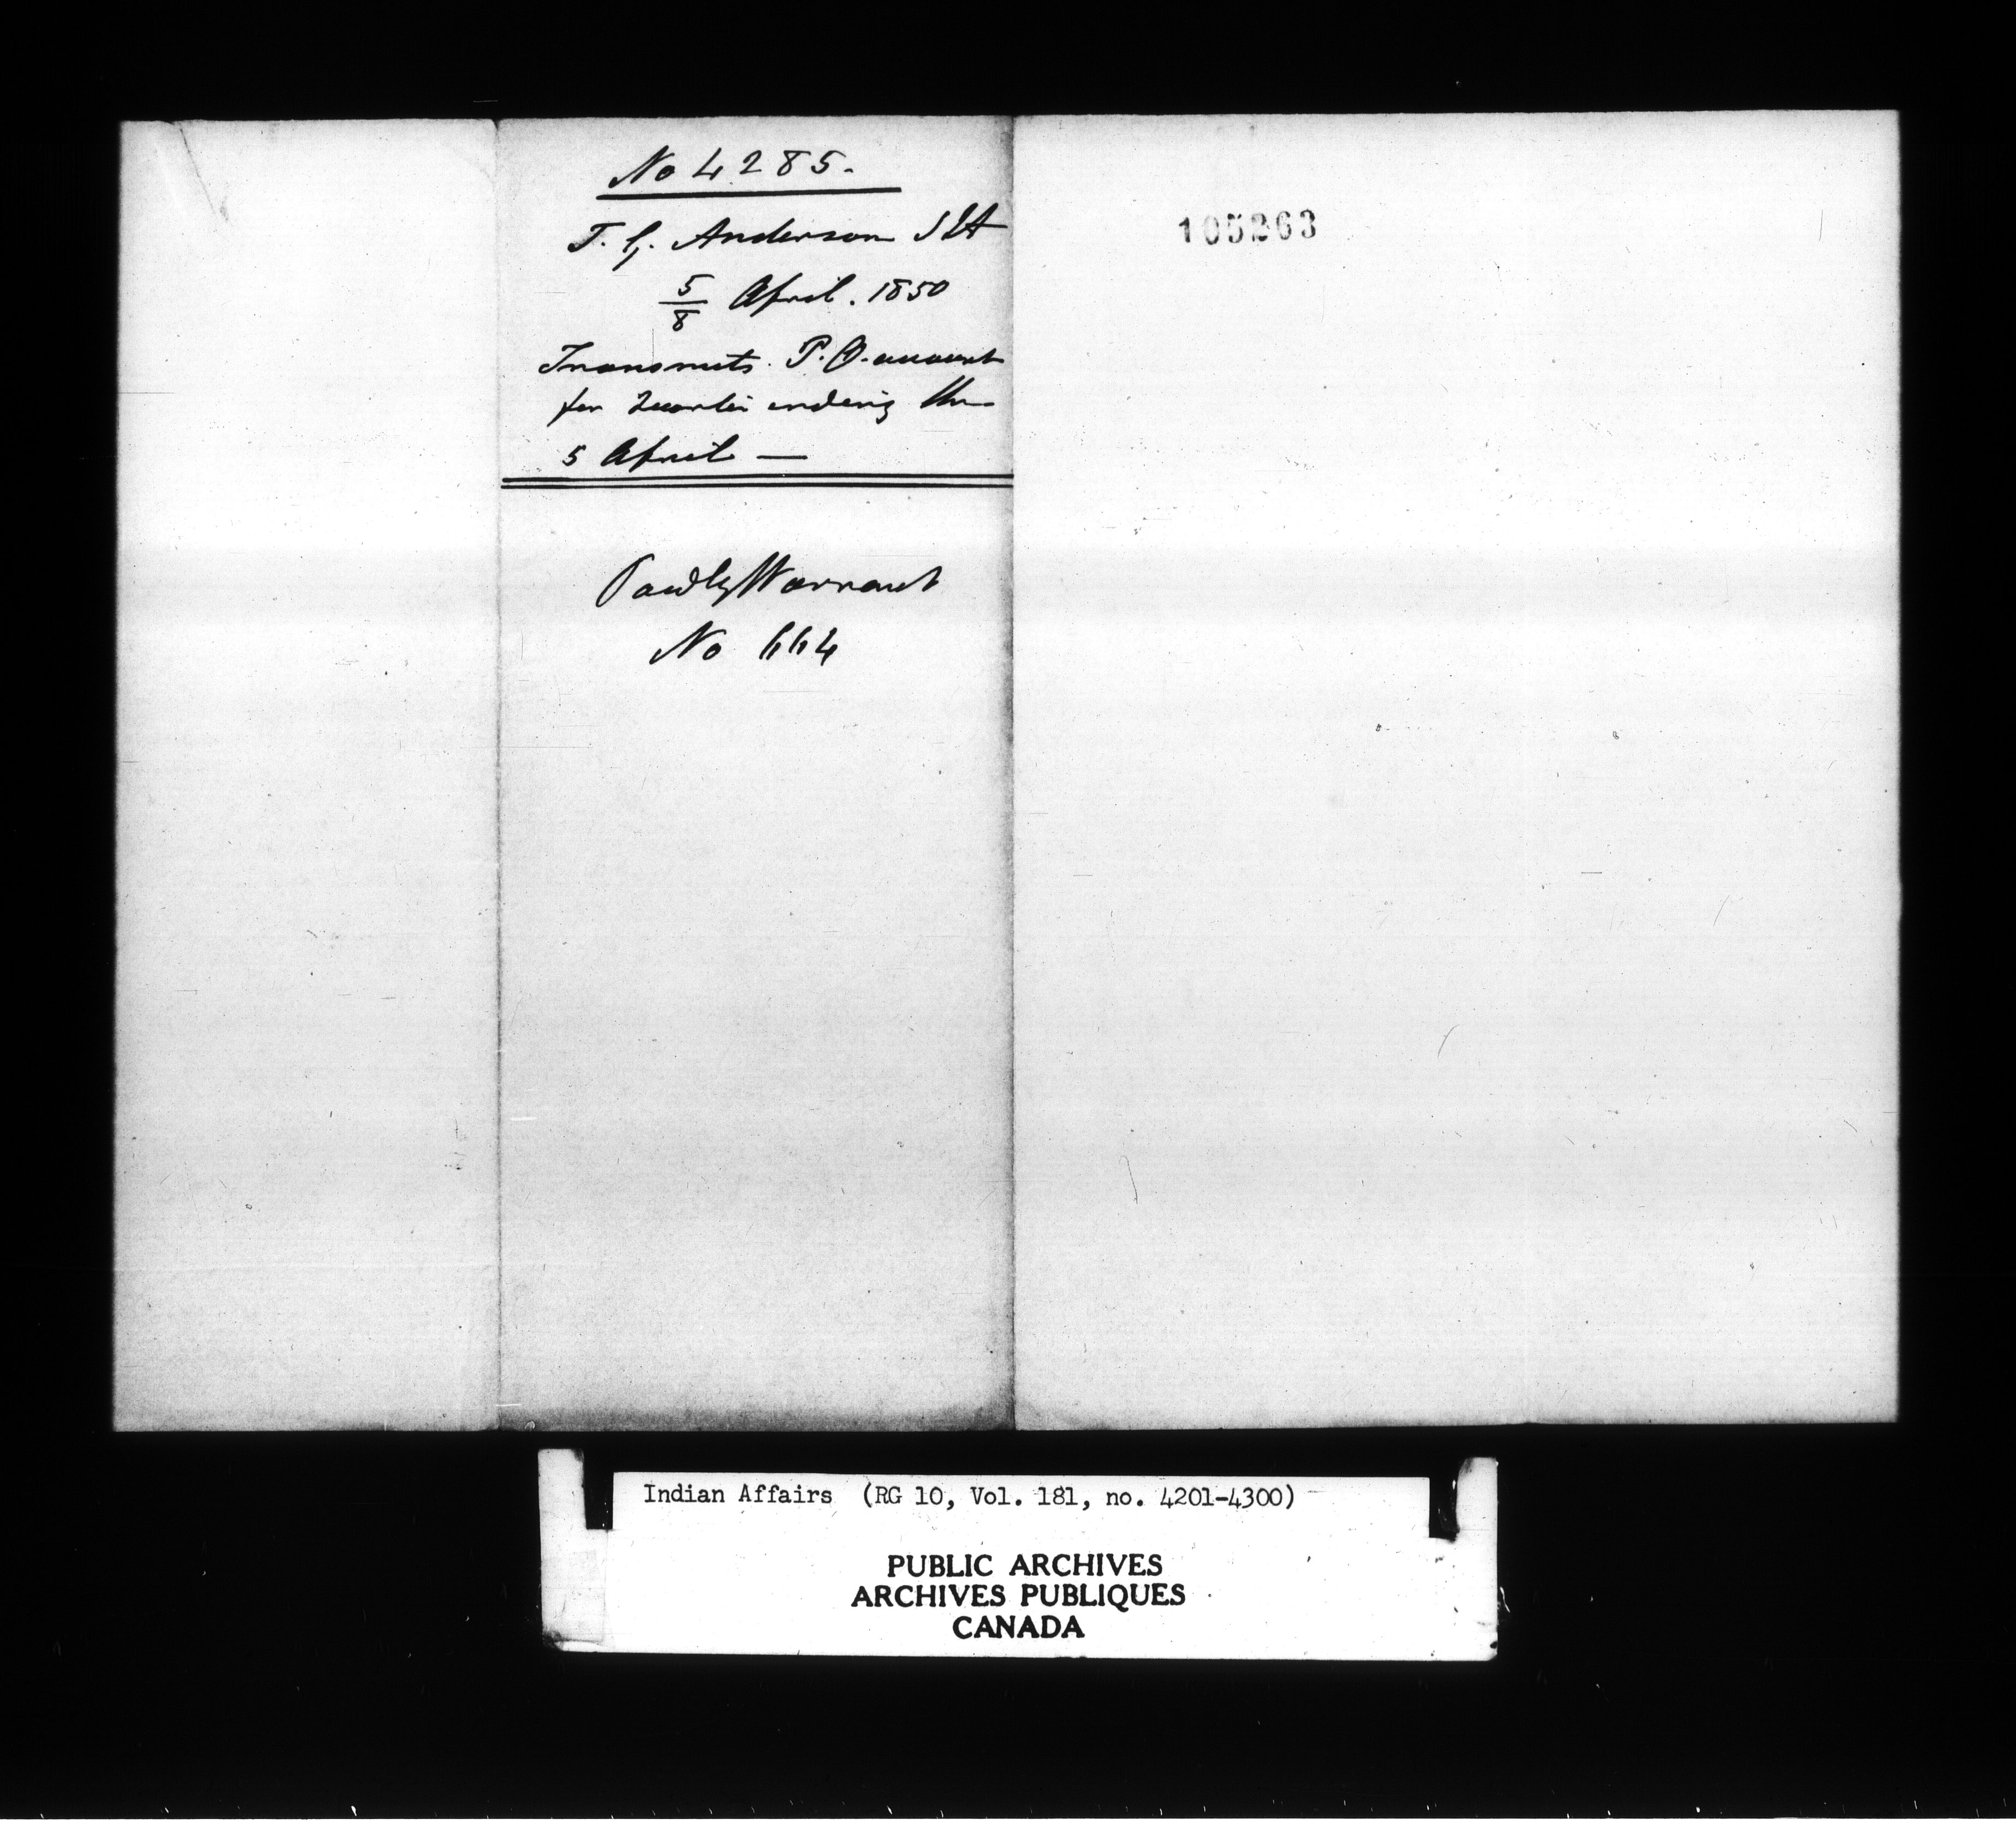 No 4285.
T. G. Anderson SIA
5/8 April. 1850
Transmits P.O. account
for Quarter ending the
5 April —
Paid by Warrant
No 664
105263
Indian Affairs (RG 10, Vol. 181, no. 4201-4300)
PUBLIC ARCHIVES
ARCHIVES PUBLIQUES
CANADA